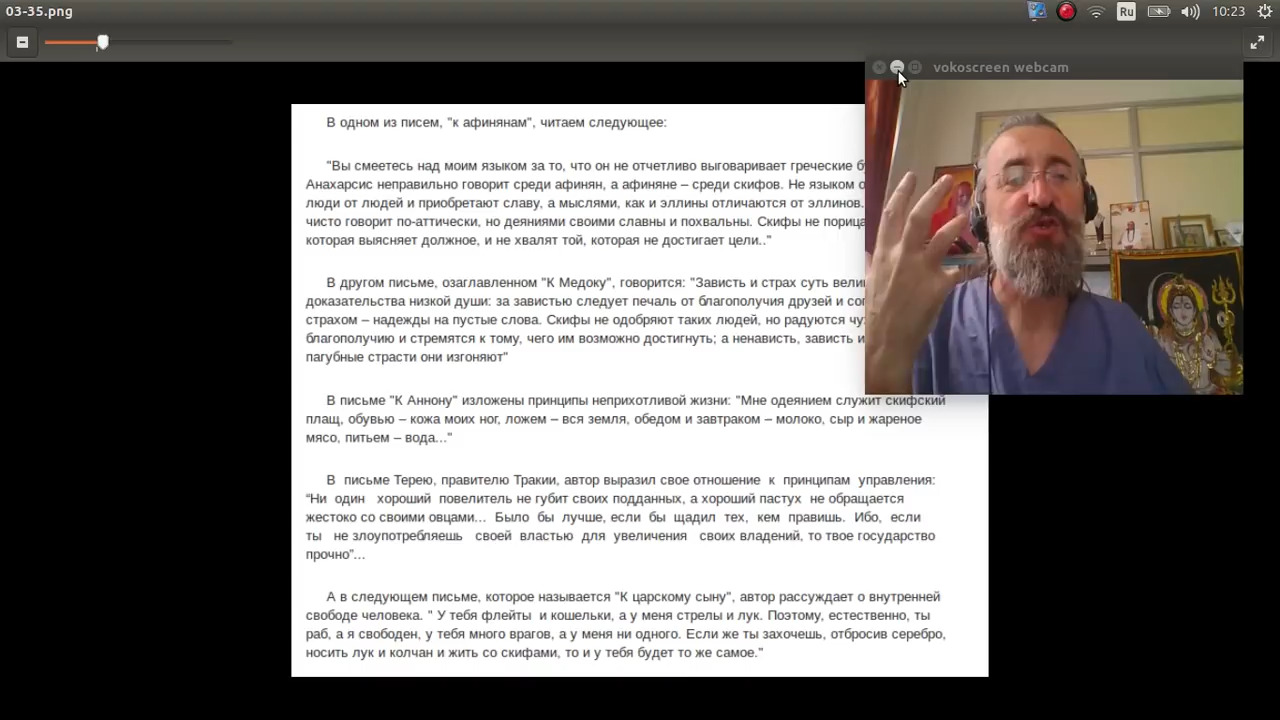 03-35.png
Ru
10:23
vokoscreen webcam
В одном из писем, "к афинянам", читаем следующее:
"Вы смеетесь над моим языком за то, что он не отчетливо выговаривает греческие
Анахарсис неправильно говорит среди афинян, а афиняне – среди скифов. Не языком
люди от людей и приобретают славу, а мыслями, как и эллины отличаются от эллинов.
чисто говорит по-аттически, но деяниями своими славны и похвальны. Скифы не
которая выясняет должное, и не хвалят той, которая не достигает цели.."
В другом письме, озаглавленном "К Медоку", говорится: "Зависть и страх суть
доказательства низкой души: за завистью следует печаль от благополучия друзей и
страхом – надежды на пустые слова. Скифы не одобряют таких людей, но радуются
благополучию и стремятся к тому, чего им возможно достигнуть; а ненависть, зависть и
пагубные страсти они изгоняют"
В письме "К Аннону" изложены принципы неприхотливой жизни: "Мне одеянием служит скифский
плащ, обувью – кожа моих ног, ложем – вся земля, обедом и завтраком – молоко, сыр и жареное
мясо, питьем – вода..."
В письме Терею, правителю Тракии, автор выразил свое отношение к принципам управления:
“Ни один хороший повелитель не губит своих подданных, а хороший пастух не обращается
жестоко со своими овцами... Было бы лучше, если бы щадил тех, кем правишь. Ибо, если
ты не злоупотребляешь своей властью для увеличения своих владений, то твое государство
прочно”...
А в следующем письме, которое называется "К царскому сыну", автор рассуждает о внутренней
свободе человека. " У тебя флейты и кошельки, а у меня стрелы и лук. Поэтому, естественно, ты
раб, а я свободен, у тебя много врагов, а у меня ни одного. Если же ты захочешь, отбросив серебро,
носить лук и колчан и жить со скифами, то и у тебя будет то же самое."